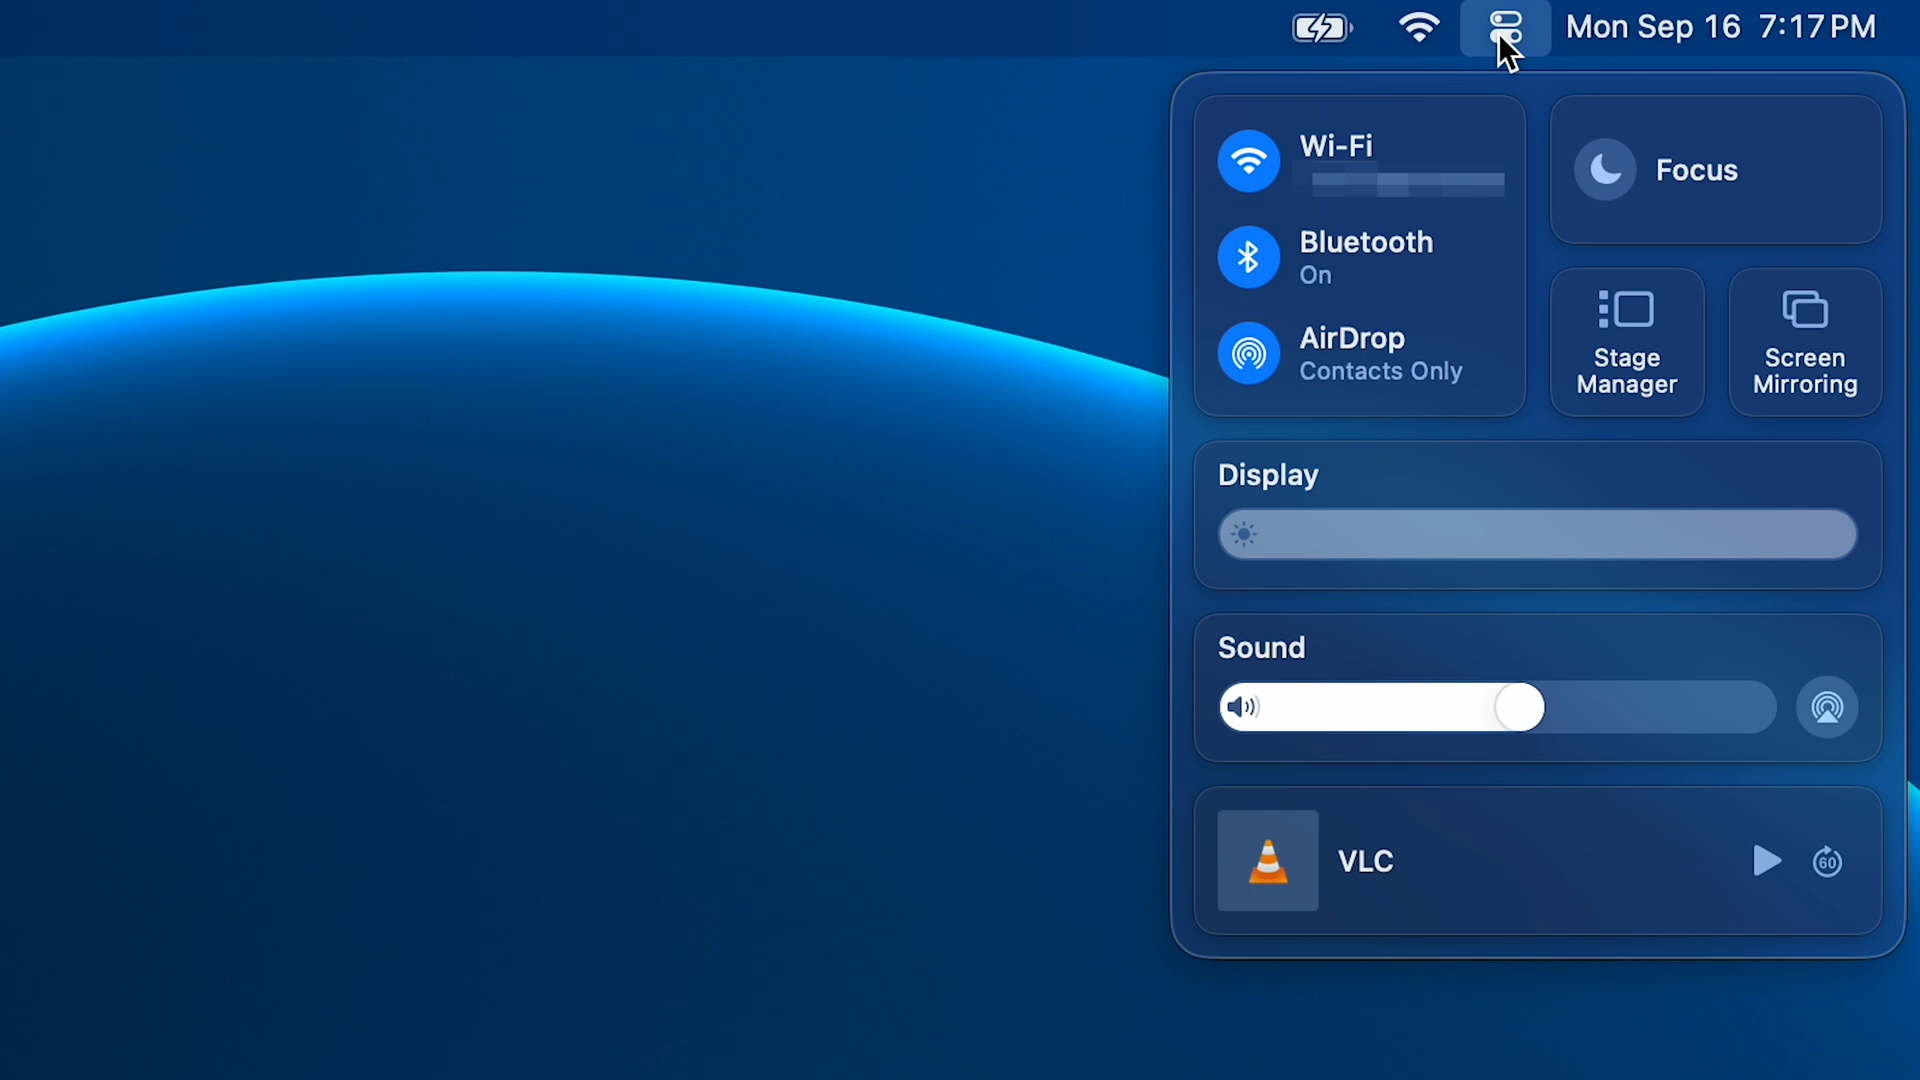 Mon Sep 16 7:17 PM
Wi-Fi
Bluetooth
On
AirDrop
Contacts Only
Focus
Stage
Manager
Screen
Mirroring
Display
Sound
VLC
60